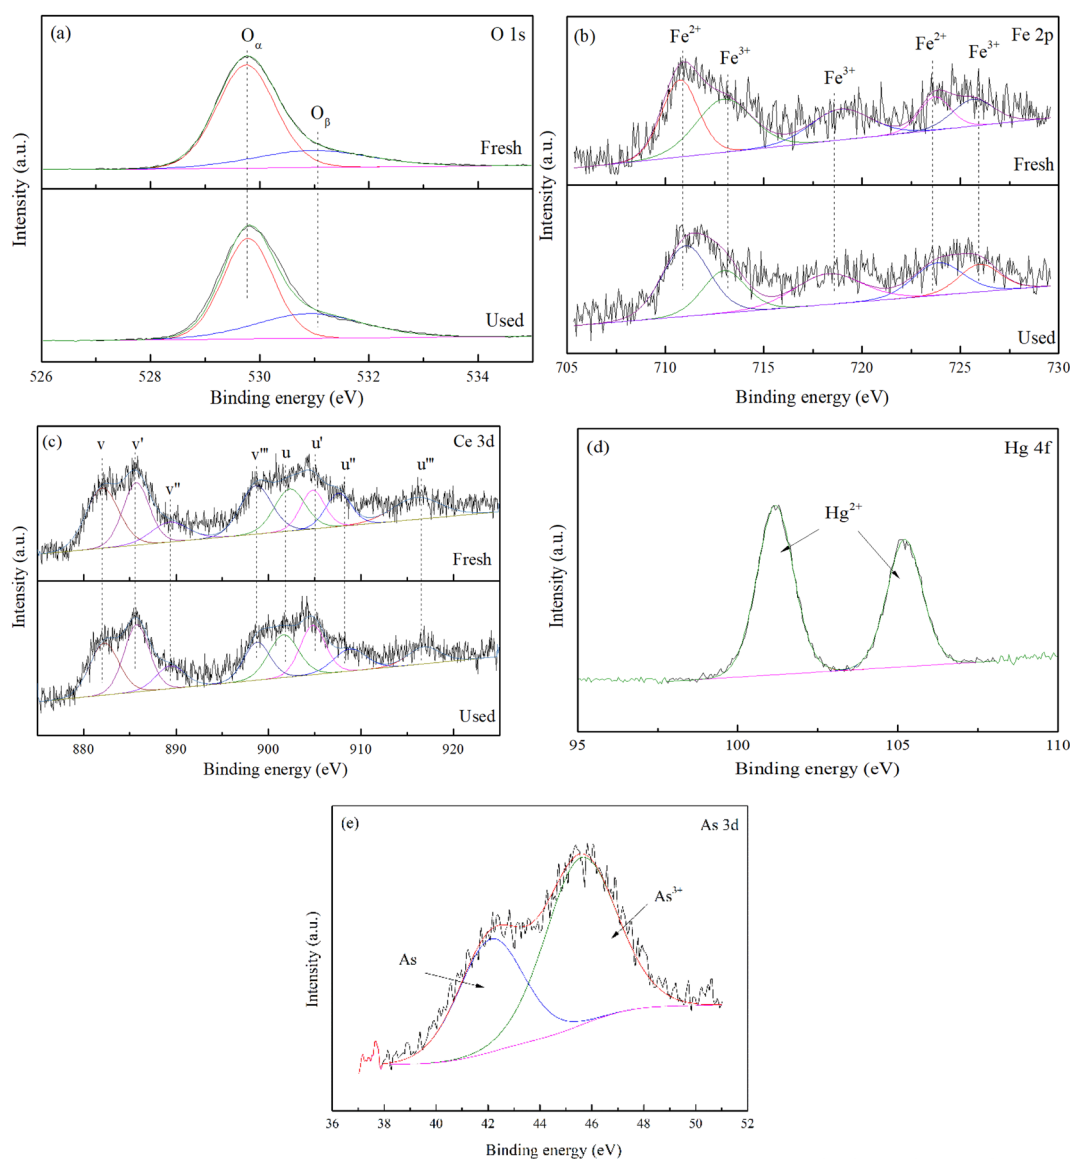 (a) O 1s
Oα
Oβ
Fresh
Used
Intensity (a.u.)
526 528 530 532 534
Binding energy (eV)
(b) Fe 2p
Fe2+ Fe3+ Fe3+ Fe2+ Fe3+
Fresh
Used
Intensity (a.u.)
705 710 715 720 725 730
Binding energy (eV)
(c) Ce 3d
v v' v'' v''' u u' u'' u'''
Fresh
Used
Intensity (a.u.)
880 890 900 910 920
Binding energy (eV)
(d) Hg 4f
Hg2+
Intensity (a.u.)
95 100 105 110
Binding energy (eV)
(e) As 3d
As
As3+
Intensity (a.u.)
36 38 40 42 44 46 48 50 52
Binding energy (eV)